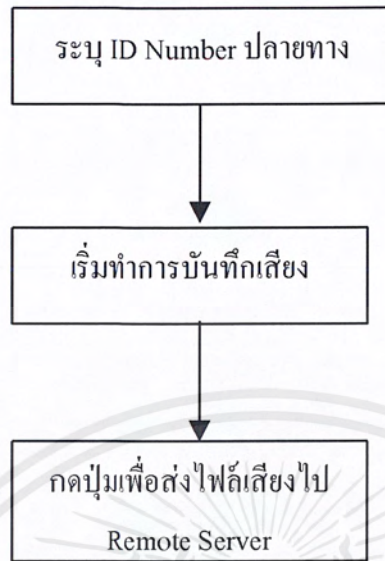 ระบุ ID Number ปลายทาง
เริ่มทำการบันทึกเสียง
กดปุ่มเพื่อส่งไฟล์เสียงไป
Remote Server